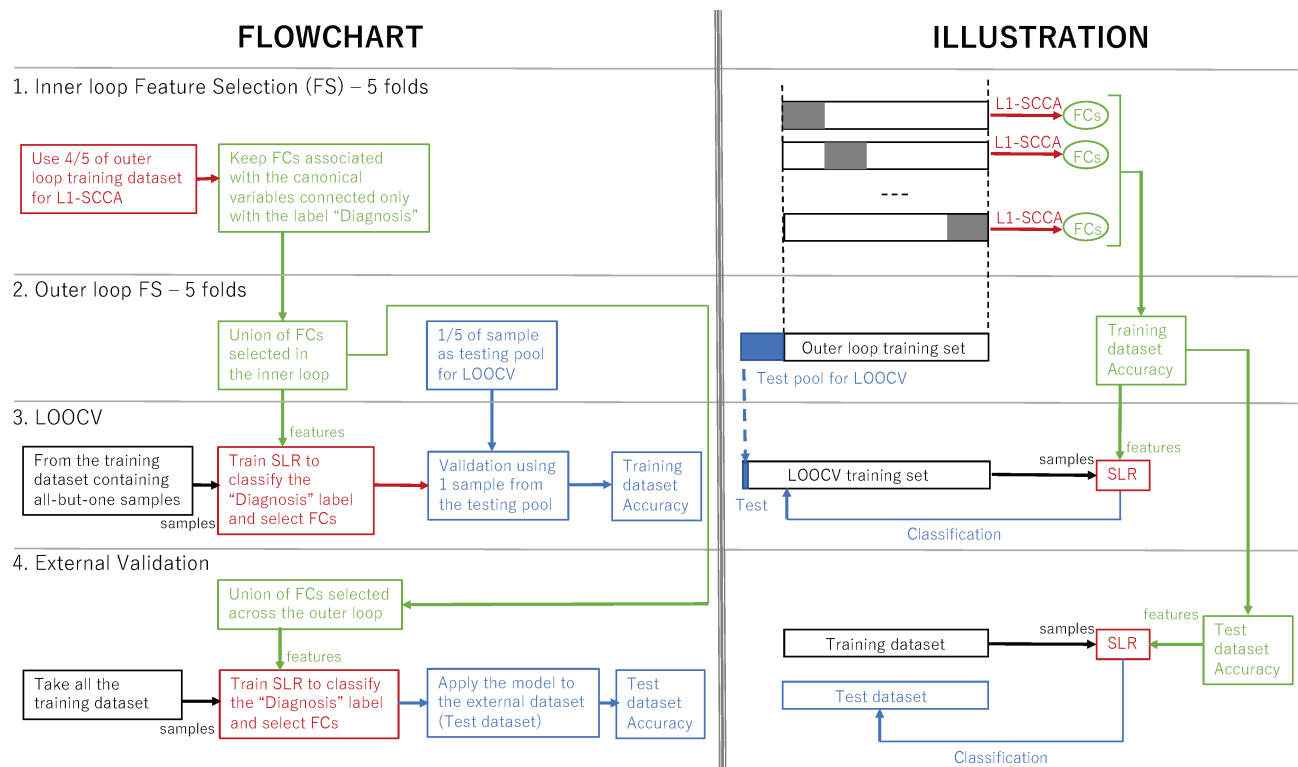 FLOWCHART
1. Inner loop Feature Selection (FS) – 5 folds
Use 4/5 of outer
loop training dataset
for L1-SCCA
Keep FCs associated
with the canonical
variables connected only
with the label “Diagnosis”
2. Outer loop FS – 5 folds
Union of FCs
selected in
the inner loop
1/5 of sample
as testing pool
for LOOCV
3. LOOCV
features
From the training
dataset containing
all-but-one samples
samples
Train SLR to
classify the
“Diagnosis” label
and select FCs
Validation using
1 sample from
the testing pool
Training
dataset
Accuracy
4. External Validation
Union of FCs selected
across the outer loop
features
Take all the
training dataset
samples
Train SLR to classify
the “Diagnosis” label
and select FCs
Apply the model to
the external dataset
(Test dataset)
Test
dataset
Accuracy
ILLUSTRATION
L1-SCCA
FCs
L1-SCCA
FCs
L1-SCCA
FCs
Outer loop training set
Test pool for LOOCV
Training
dataset
Accuracy
features
LOOCV training set
samples
SLR
Test
Classification
Training dataset
samples
SLR
features
Test
dataset
Accuracy
Test dataset
Classification